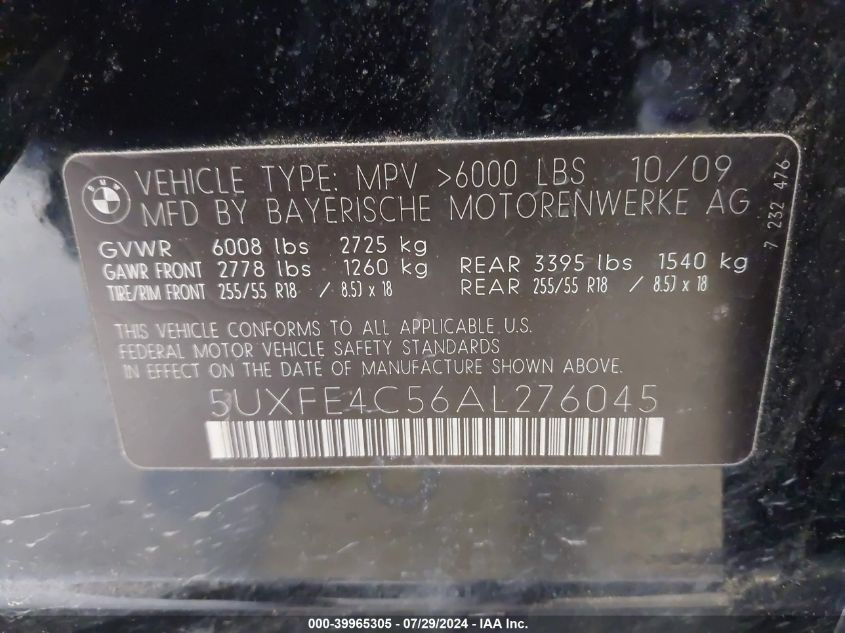 BMW
VEHICLE TYPE: MPV >6000 LBS 10/09
MFD BY BAYERISCHE MOTORENWERKE AG
7 232 476
GVWR 6008 lbs 2725 kg
GAWR FRONT 2778 lbs 1260 kg REAR 3395 lbs 1540 kg
TIRE/RIM FRONT 255/55 R18 / 8.5J x 18 REAR 255/55 R18 / 8.5J x 18
THIS VEHICLE CONFORMS TO ALL APPLICABLE U.S.
FEDERAL MOTOR VEHICLE SAFETY STANDARDS
IN EFFECT ON THE DATE OF MANUFACTURE SHOWN ABOVE.
5UXFE4C56AL276045
000-39965305 - 07/29/2024 - IAA Inc.